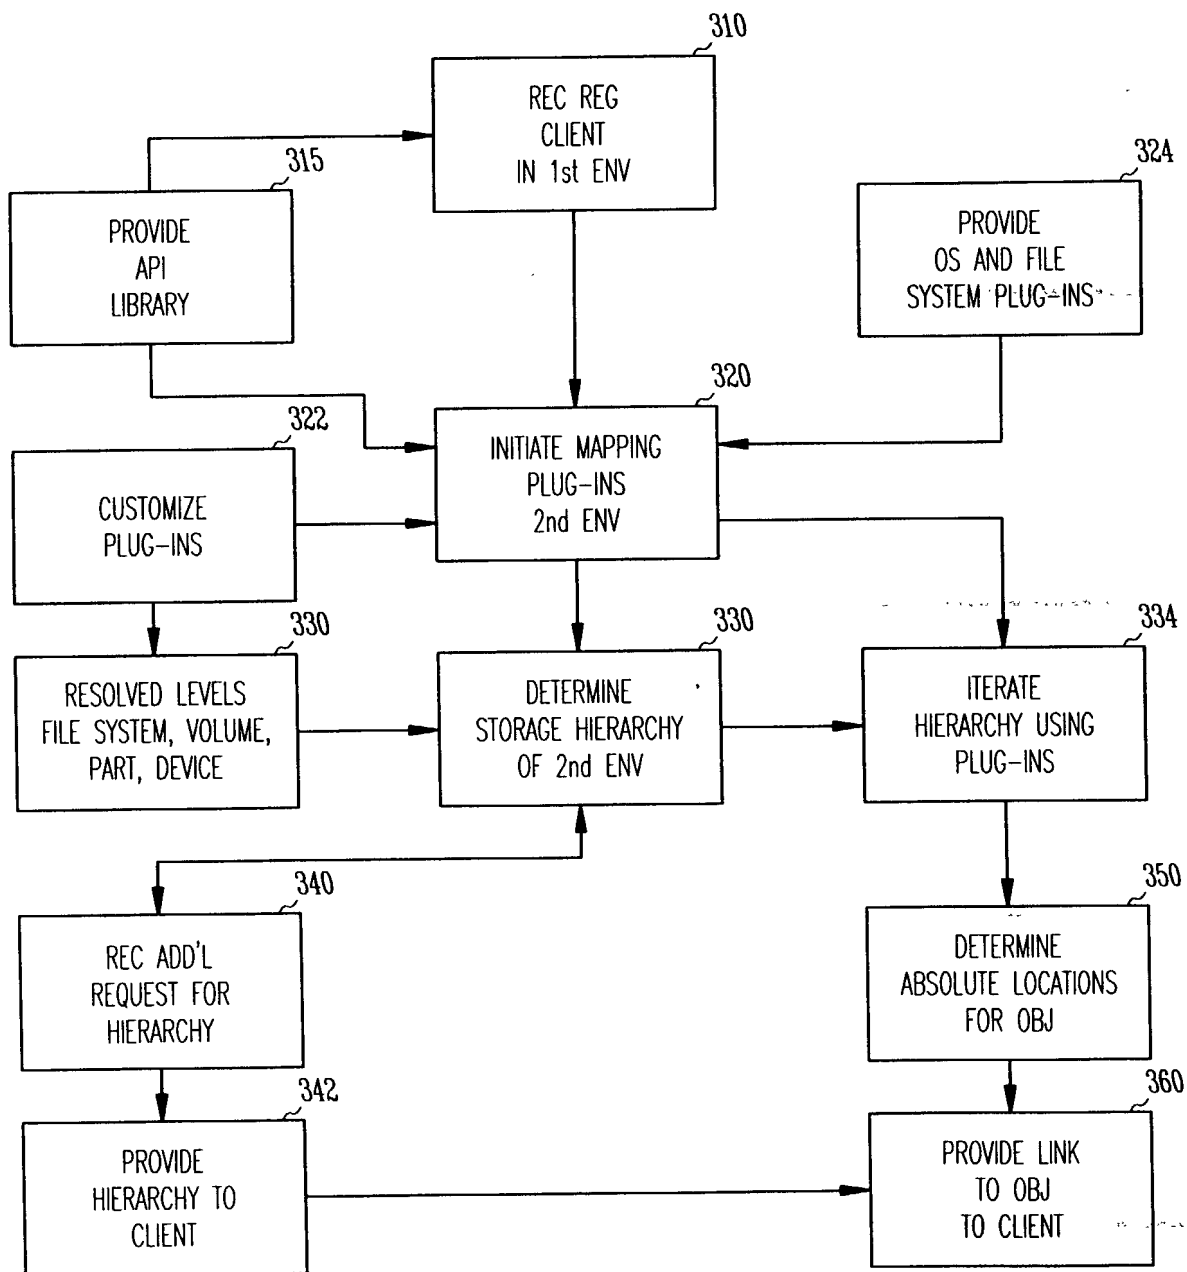 310
REC REG
CLIENT
IN 1st ENV
315
PROVIDE
API
LIBRARY
324
PROVIDE
OS AND FILE
SYSTEM PLUG-INS
320
INITIATE MAPPING
PLUG-INS
2nd ENV
322
CUSTOMIZE
PLUG-INS
330
RESOLVED LEVELS
FILE SYSTEM, VOLUME,
PART, DEVICE
330
DETERMINE
STORAGE HIERARCHY
OF 2nd ENV
334
ITERATE
HIERARCHY USING
PLUG-INS
340
REC ADD'L
REQUEST FOR
HIERARCHY
350
DETERMINE
ABSOLUTE LOCATIONS
FOR OBJ
342
PROVIDE
HIERARCHY TO
CLIENT
360
PROVIDE LINK
TO OBJ
TO CLIENT